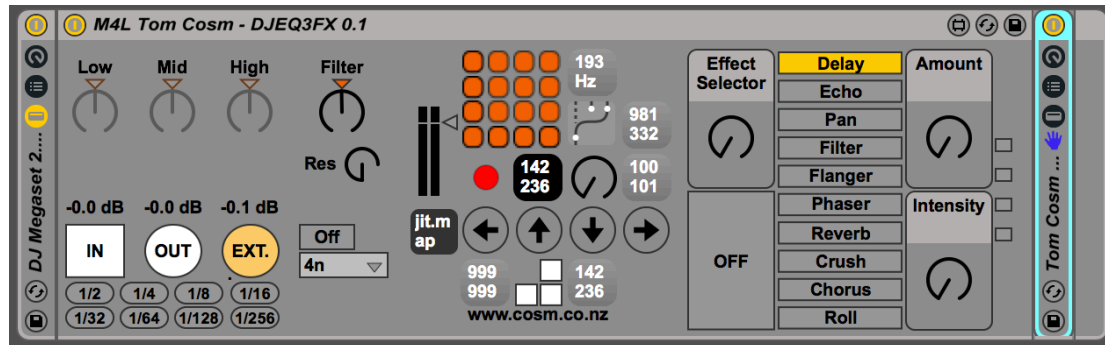 M4L Tom Cosm - DJEQ3FX 0.1
DJ Megaset 2....
Low Mid High Filter
Res
-0.0 dB -0.0 dB -0.1 dB
IN OUT EXT.
Off
4n
1/2 1/4 1/8 1/16
1/32 1/64 1/128 1/256
193
Hz
981
332
142
236
100
101
jit.m
ap
999
999
142
236
www.cosm.co.nz
Effect
Selector
OFF
Delay
Echo
Pan
Filter
Flanger
Phaser
Reverb
Crush
Chorus
Roll
Amount
Intensity
Tom Cosm ...